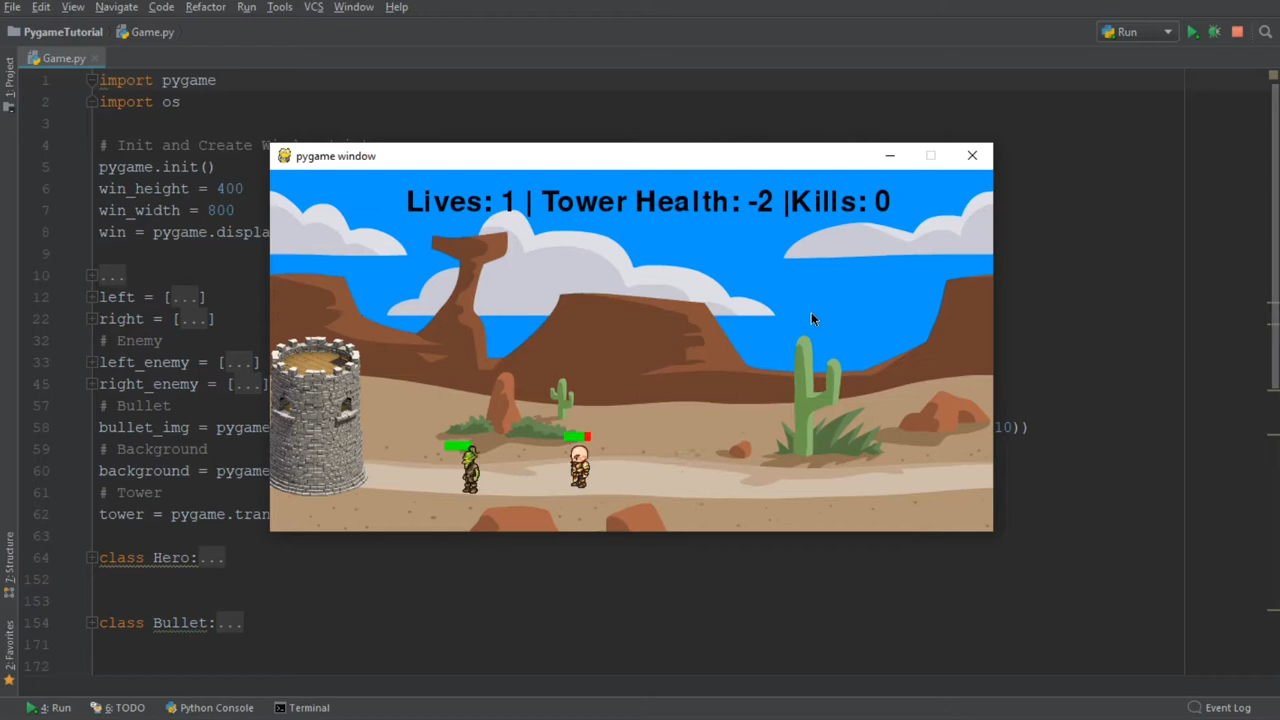 File Edit View Navigate Code Refactor Run Tools VCS Window Help
PygameTutorial Game.py Run
Game.py
1: Project
1 import pygame
2 import os
3
4 # Init and Create
5 pygame.init()
6 win_height = 400
7 win_width = 800
8 win = pygame.displa
9
10 ...
12 left = [...]
22 right = [...]
32 # Enemy
33 left_enemy = [...]
45 right_enemy = [...]
57 # Bullet
58 bullet_img = pygame 10))
59 # Background
60 background = pygame
61 # Tower
62 tower = pygame.tran
63
64 class Hero:...
152
153
154 class Bullet:...
171
172
pygame window
Lives: 1 | Tower Health: -2 |Kills: 0
7: Structure
2: Favorites
4: Run 6: TODO Python Console Terminal Event Log